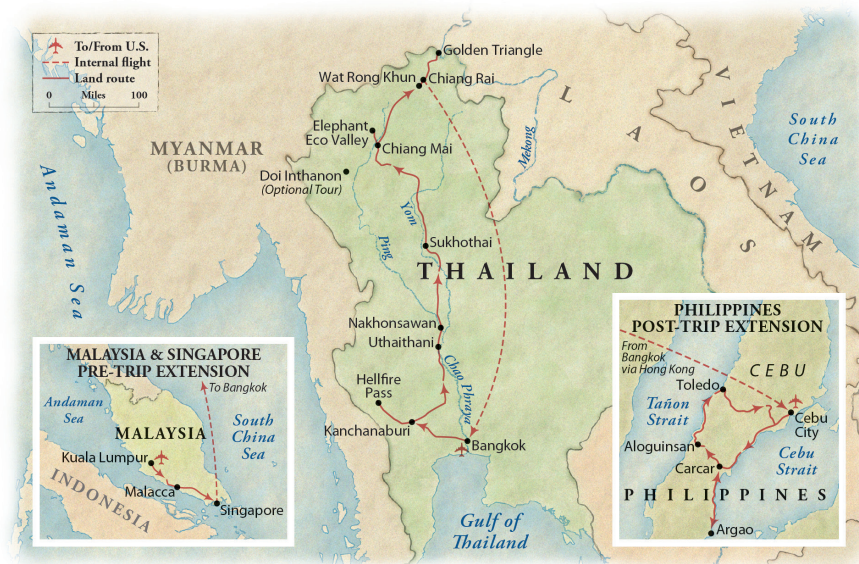 To/From U.S.
Internal flight
Land route
0 Miles 100
Golden Triangle
Wat Rong Khun
Chiang Rai
Elephant
Eco Valley
Chiang Mai
Doi Inthanon
(Optional Tour)
MYANMAR
(BURMA)
LAOS
VIETNAM
South
China
Sea
Mekong
Andaman Sea
Yom
Ping
Sukhothai
THAILAND
Nakhonsawan
Uthaithani
Chao Phraya
Hellfire
Pass
Kanchanaburi
Bangkok
Gulf of
Thailand
MALAYSIA & SINGAPORE
PRE-TRIP EXTENSION
To Bangkok
Andaman
Sea
South
China
Sea
MALAYSIA
Kuala Lumpur
Malacca
Singapore
INDONESIA
PHILIPPINES
POST-TRIP EXTENSION
From
Bangkok
via Hong Kong
CEBU
Toledo
Tañon
Strait
Cebu
City
Aloguinsan
Cebu
Strait
Carcar
PHILIPPINES
Argao